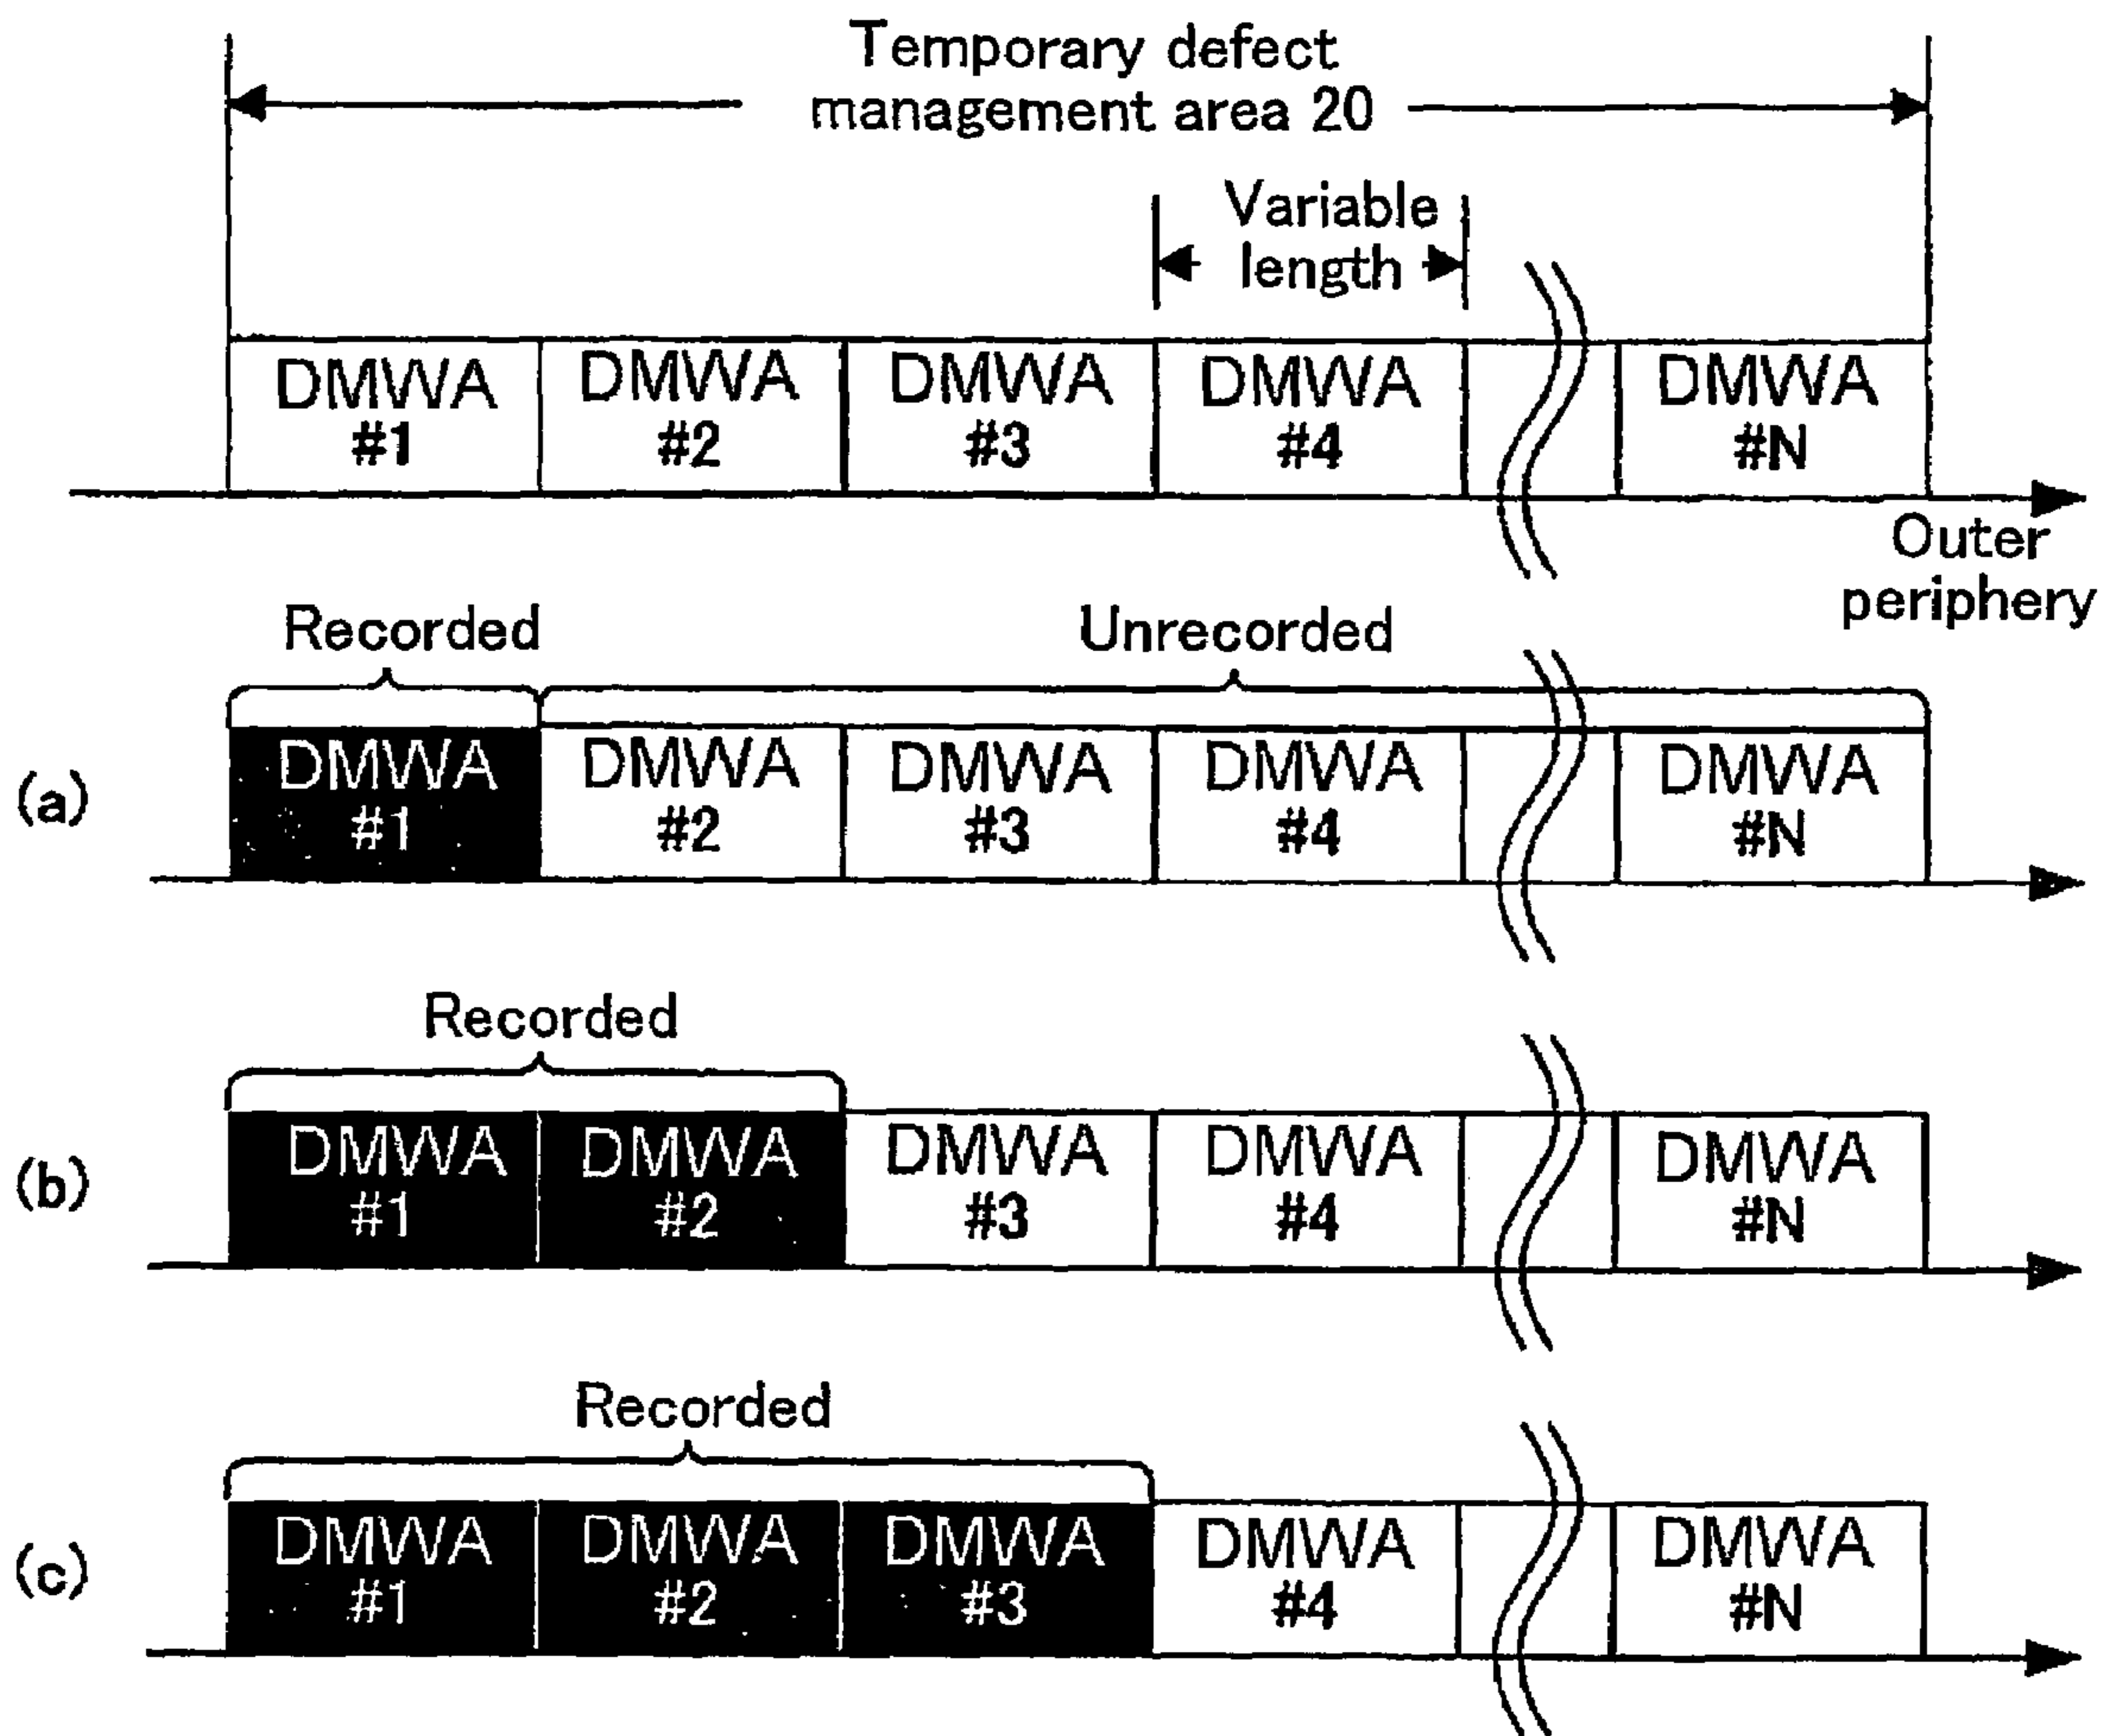 Temporary defect
management area 20
Variable
length
DMWA
#1
DMWA
#2
DMWA
#3
DMWA
#4
DMWA
#N
Outer
periphery
Recorded
Unrecorded
(a)
DMWA
#1
DMWA
#2
DMWA
#3
DMWA
#4
DMWA
#N
Recorded
(b)
DMWA
#1
DMWA
#2
DMWA
#3
DMWA
#4
DMWA
#N
Recorded
(c)
DMWA
#1
DMWA
#2
DMWA
#3
DMWA
#4
DMWA
#N